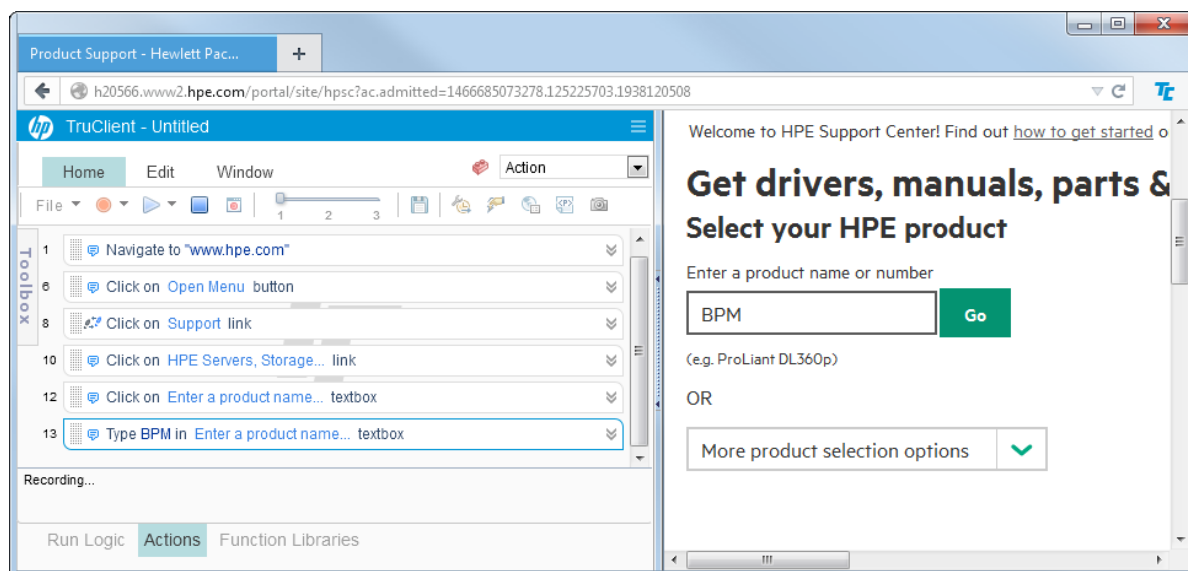 Product Support - Hewlett Pac...
+
h20566.www2.hpe.com/portal/site/hpsc?ac.admitted=1466685073278.125225703.1938120508
TC
hp TruClient - Untitled
Home Edit Window Action
File
1 2 3
Toolbox
1 Navigate to "www.hpe.com"
6 Click on Open Menu button
8 Click on Support link
10 Click on HPE Servers, Storage... link
12 Click on Enter a product name... textbox
13 Type BPM in Enter a product name... textbox
Recording...
Run Logic Actions Function Libraries
Welcome to HPE Support Center! Find out how to get started o
Get drivers, manuals, parts &
Select your HPE product
Enter a product name or number
BPM Go
(e.g. ProLiant DL360p)
OR
More product selection options